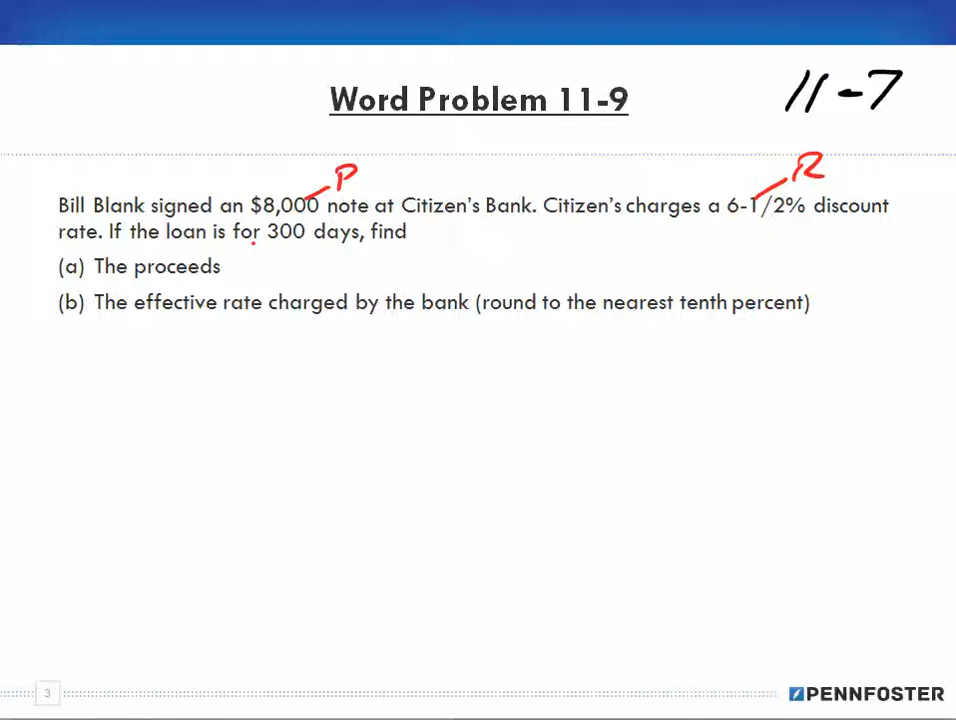 Word Problem 11-9
11-7
P
R
Bill Blank signed an $8,000 note at Citizen's Bank. Citizen's charges a 6-1/2% discount
rate. If the loan is for 300 days, find
(a) The proceeds
(b) The effective rate charged by the bank (round to the nearest tenth percent)
3
PENNFOSTER